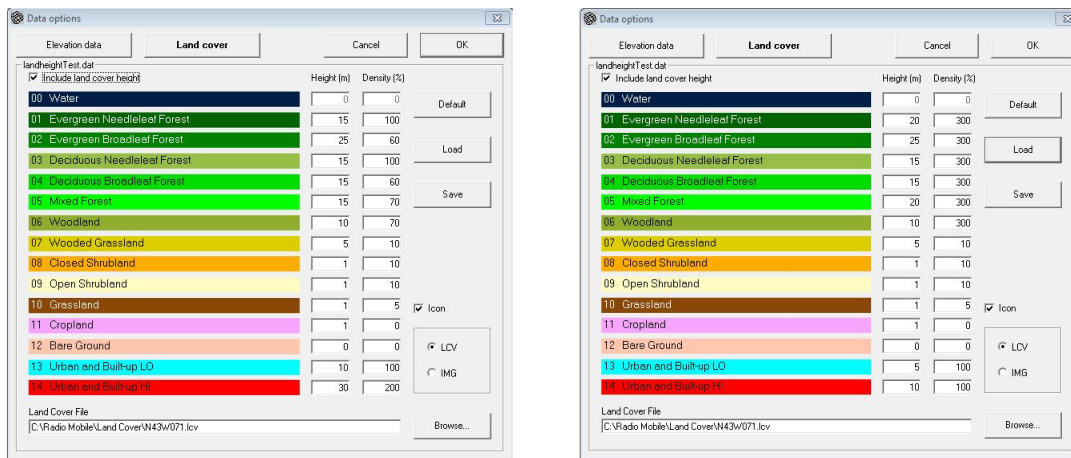 Data options
Elevation data Land cover Cancel OK
landheightTest.dat
Include land cover height Height (m) Density (%)
00 Water 0 0 Default
01 Evergreen Needleleaf Forest 15 100
02 Evergreen Broadleaf Forest 25 60 Load
03 Deciduous Needleleaf Forest 15 100
04 Deciduous Broadleaf Forest 15 60 Save
05 Mixed Forest 15 70
06 Woodland 10 70
07 Wooded Grassland 5 10
08 Closed Shrubland 1 10
09 Open Shrubland 1 10
10 Grassland 1 5 Icon
11 Cropland 1 0
12 Bare Ground 0 0 LCV
13 Urban and Built-up LO 10 100 IMG
14 Urban and Built-up HI 30 200
Land Cover File
C:\Radio Mobile\Land Cover\N43W071.lcv Browse...
Data options
Elevation data Land cover Cancel OK
landheightTest.dat
Include land cover height Height (m) Density (%)
00 Water 0 0 Default
01 Evergreen Needleleaf Forest 20 300
02 Evergreen Broadleaf Forest 25 300 Load
03 Deciduous Needleleaf Forest 15 300
04 Deciduous Broadleaf Forest 15 300 Save
05 Mixed Forest 20 300
06 Woodland 10 300
07 Wooded Grassland 5 10
08 Closed Shrubland 1 10
09 Open Shrubland 1 10
10 Grassland 1 5 Icon
11 Cropland 1 0
12 Bare Ground 0 0 LCV
13 Urban and Built-up LO 5 100 IMG
14 Urban and Built-up HI 10 100
Land Cover File
C:\Radio Mobile\Land Cover\N43W071.lcv Browse...